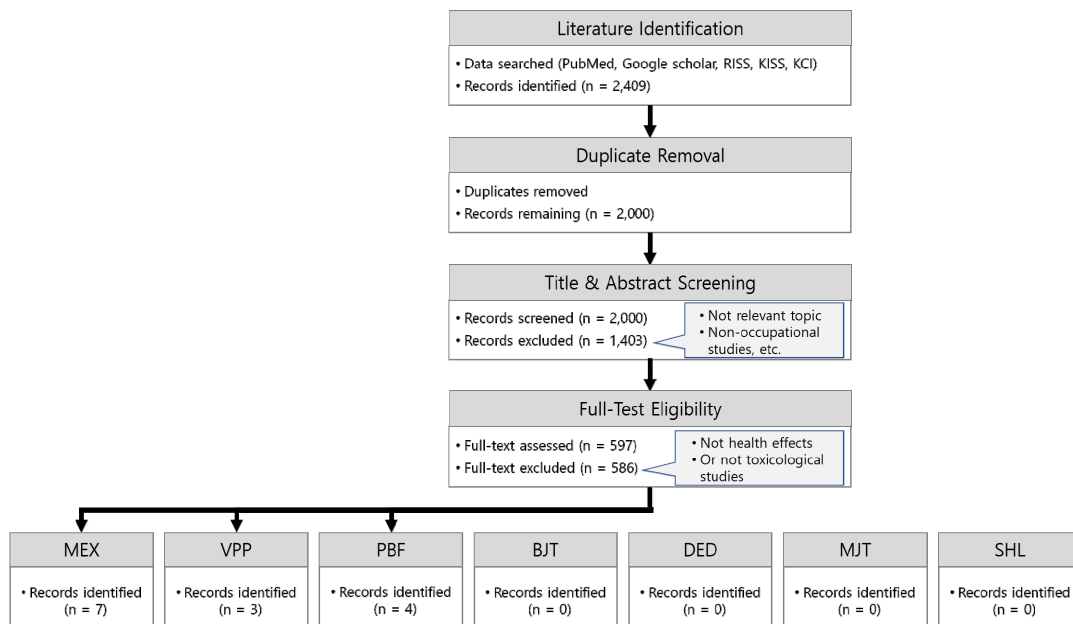 Literature Identification
• Data searched (PubMed, Google scholar, RISS, KISS, KCI)
• Records identified (n = 2,409)
Duplicate Removal
• Duplicates removed
• Records remaining (n = 2,000)
Title & Abstract Screening
• Records screened (n = 2,000)
• Records excluded (n = 1,403)
• Not relevant topic
• Non-occupational
studies, etc.
Full-Test Eligibility
• Full-text assessed (n = 597)
• Full-text excluded (n = 586)
• Not health effects
• Or not toxicological
studies
MEX
• Records identified
(n = 7)
VPP
• Records identified
(n = 3)
PBF
• Records identified
(n = 4)
BJT
• Records identified
(n = 0)
DED
• Records identified
(n = 0)
MJT
• Records identified
(n = 0)
SHL
• Records identified
(n = 0)